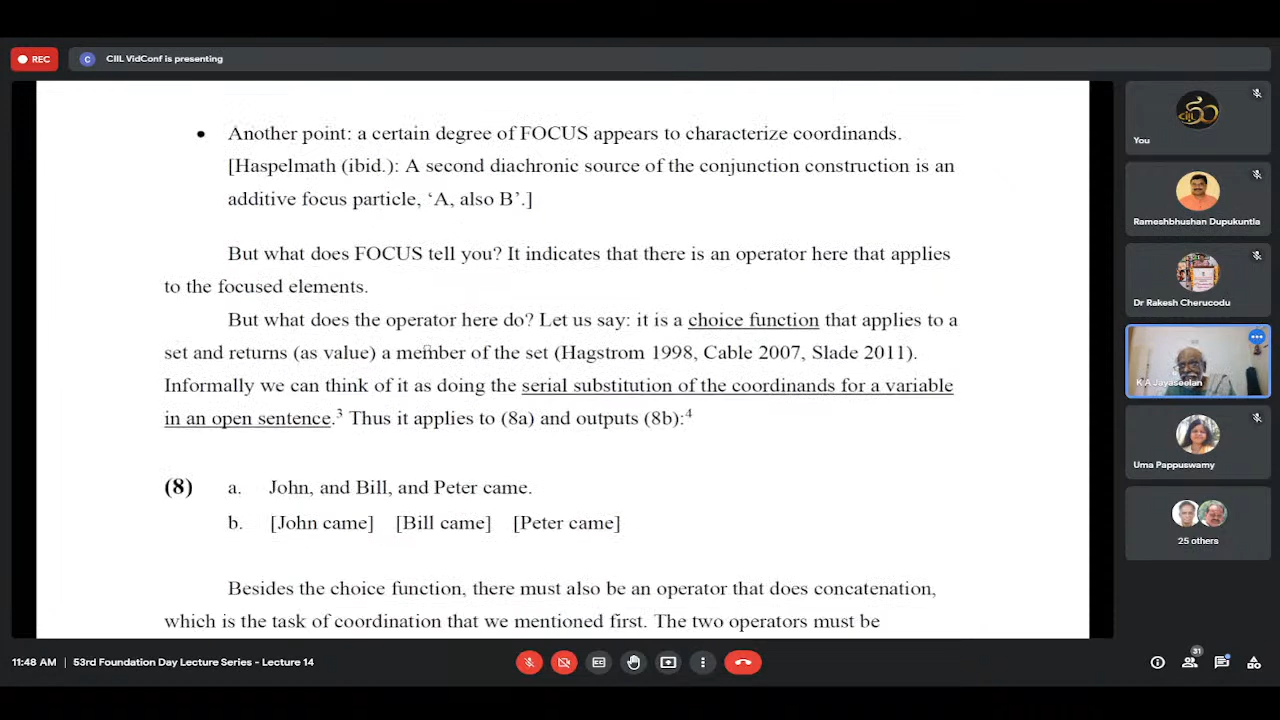 REC
C CIIL VidConf is presenting
• Another point: a certain degree of FOCUS appears to characterize coordinands.
[Haspelmath (ibid.): A second diachronic source of the conjunction construction is an
additive focus particle, ‘A, also B’.]
But what does FOCUS tell you? It indicates that there is an operator here that applies
to the focused elements.
But what does the operator here do? Let us say: it is a choice function that applies to a
set and returns (as value) a member of the set (Hagstrom 1998, Cable 2007, Slade 2011).
Informally we can think of it as doing the serial substitution of the coordinands for a variable
in an open sentence.³ Thus it applies to (8a) and outputs (8b):⁴
(8) a. John, and Bill, and Peter came.
b. [John came] [Bill came] [Peter came]
Besides the choice function, there must also be an operator that does concatenation,
which is the task of coordination that we mentioned first. The two operators must be
You
Rameshbhushan Dupukuntla
Dr Rakesh Cherucodu
K A Jayaseelan
Uma Pappuswamy
25 others
11:48 AM | 53rd Foundation Day Lecture Series - Lecture 14
31